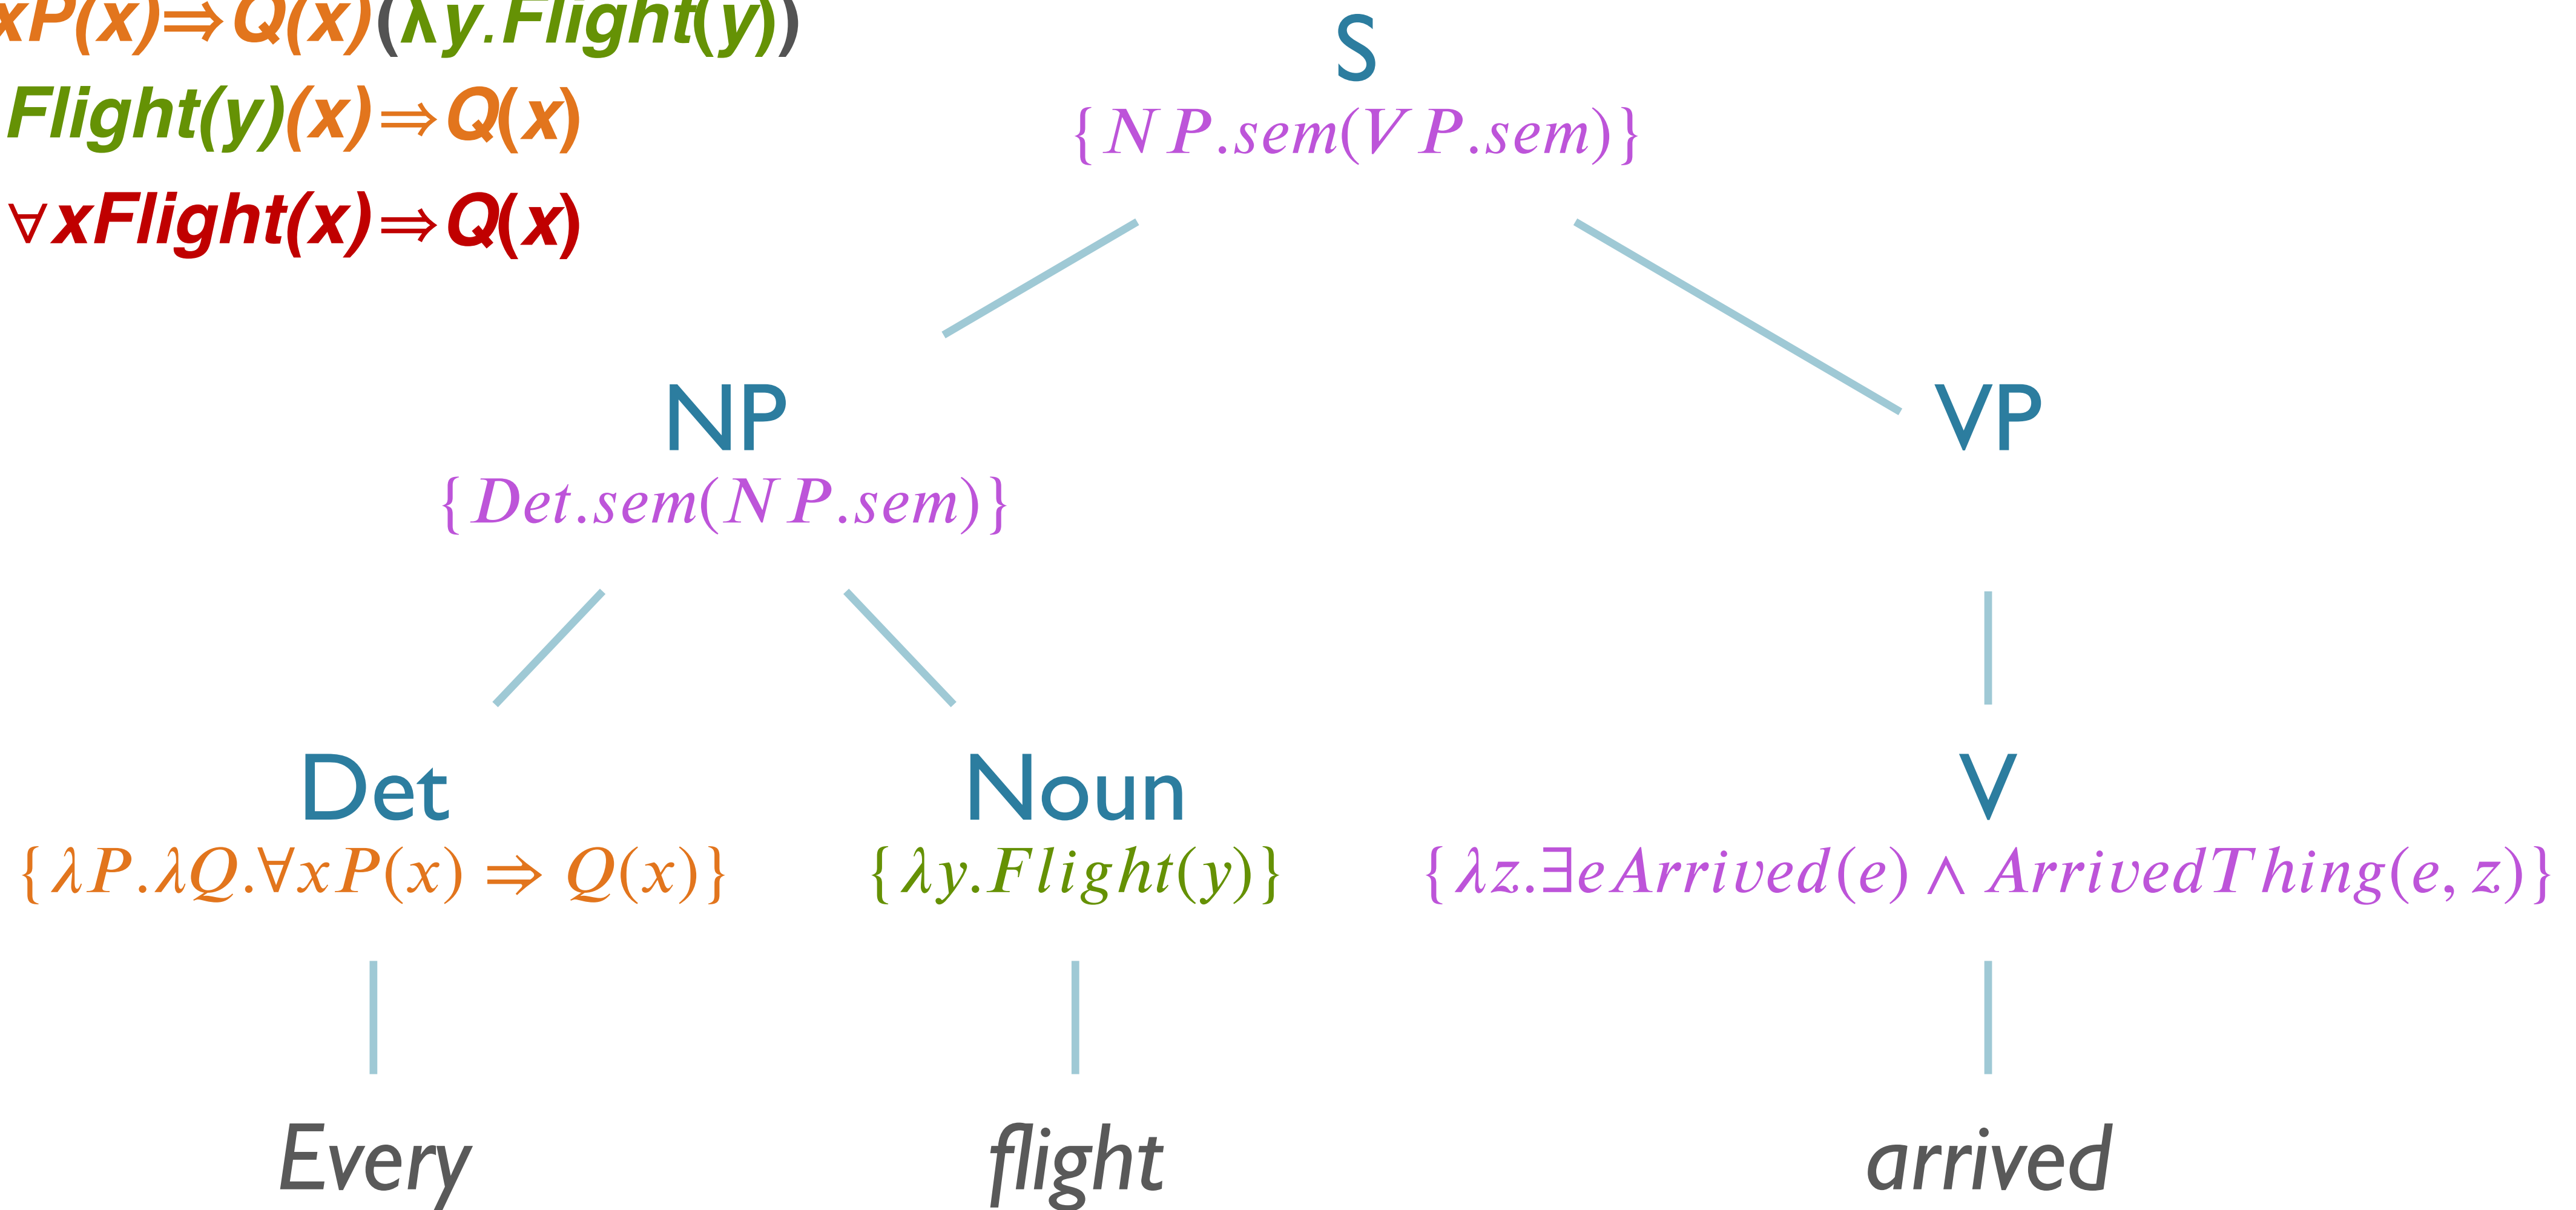 xP(x)⇒Q(x)(λy.Flight(y))
Flight(y)(x)⇒Q(x)
∀xFlight(x)⇒Q(x)
S
{NP.sem(VP.sem)}
NP
VP
{Det.sem(NP.sem)}
Det
Noun
V
{λP.λQ.∀xP(x) ⇒ Q(x)}
{λy.Flight(y)}
{λz.∃eArrived(e) ∧ ArrivedThing(e, z)}
Every
flight
arrived